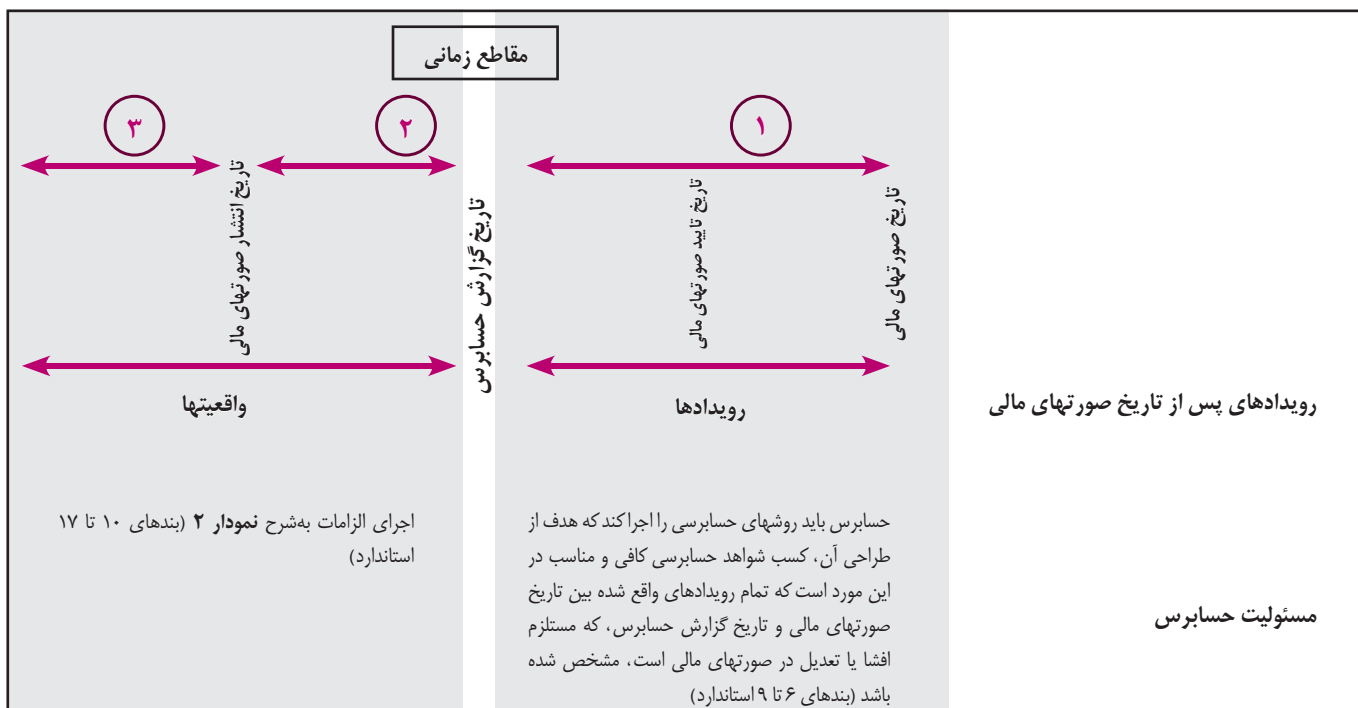 مقاطع زمانی
۱
۲
۳
تاریخ صورتهای مالی
تاریخ تایید صورتهای مالی
تاریخ گزارش حسابرس
تاریخ انتشار صورتهای مالی
رویدادهای پس از تاریخ صورتهای مالی
رویدادها
واقعیتها
مسئولیت حسابرس
حسابرس باید روشهای حسابرسی را اجرا کند که هدف از
طراحی آن، کسب شواهد حسابرسی کافی و مناسب در
این مورد است که تمام رویدادهای واقع شده بین تاریخ
صورتهای مالی و تاریخ گزارش حسابرس، که مستلزم
افشا یا تعدیل در صورتهای مالی است، مشخص شده
باشد (بندهای ۶ تا ۹ استاندارد)
اجرای الزامات به‌شرح نمودار ۲ (بندهای ۱۰ تا ۱۷
استاندارد)